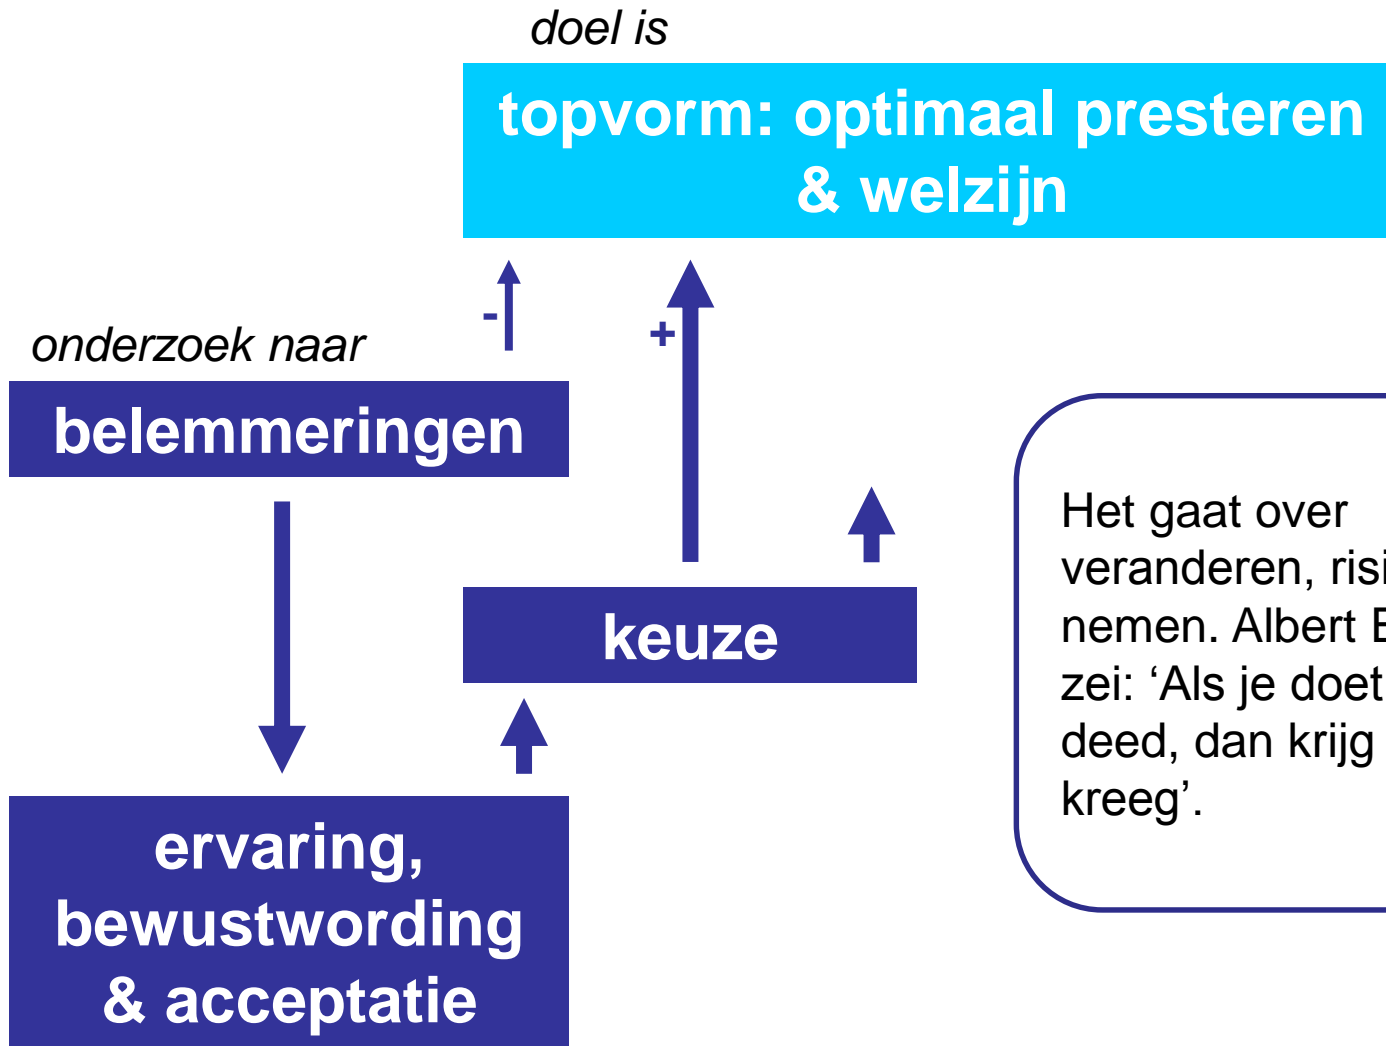 doel is
topvorm: optimaal presteren
& welzijn
-
+
onderzoek naar
belemmeringen
Het gaat over
veranderen,
nemen. Albert
zei: ‘Als je doet
deed, dan krijg
kreeg’.
keuze
ervaring,
bewustwording
& acceptatie